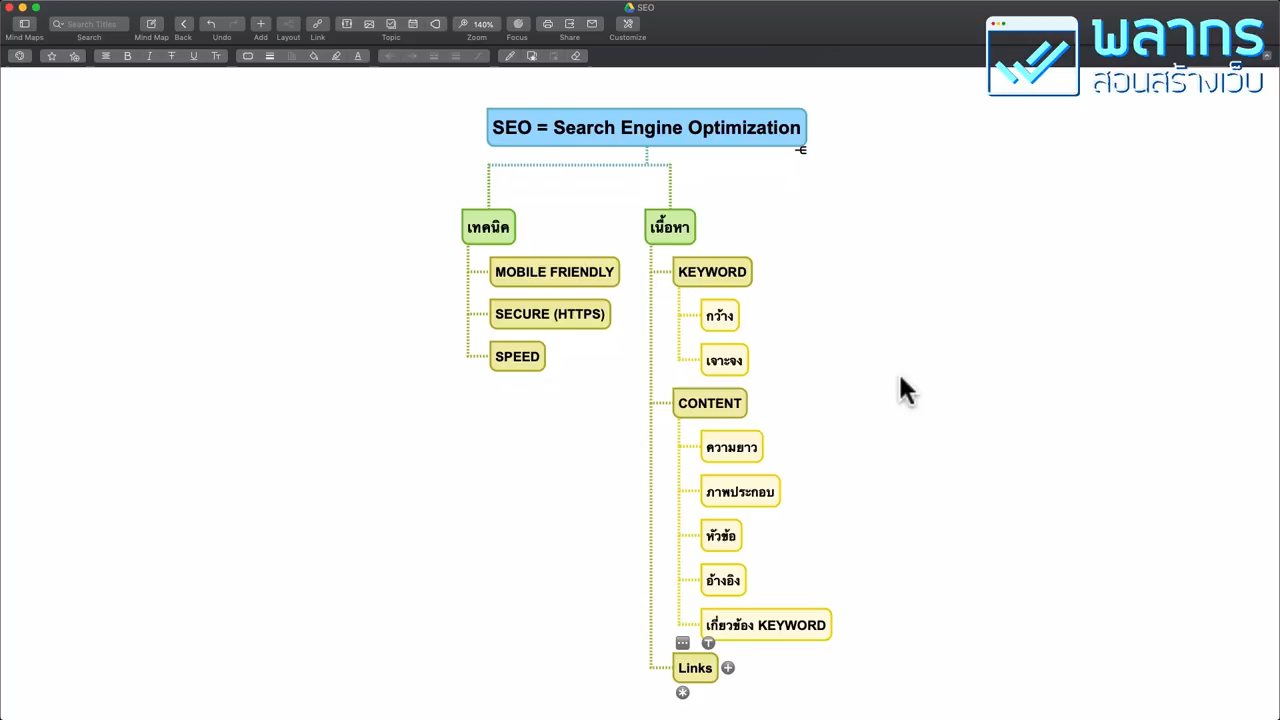 SEO
Search Titles
140%
Mind Maps
Search
Mind Map
Back
Undo
Add
Layout
Link
Topic
Zoom
Focus
Share
Customize
พลากร
สอนสร้างเว็บ
SEO = Search Engine Optimization
เทคนิค
MOBILE FRIENDLY
SECURE (HTTPS)
SPEED
เนื้อหา
KEYWORD
กว้าง
เจาะจง
CONTENT
ความยาว
ภาพประกอบ
หัวข้อ
อ้างอิง
เกี่ยวข้อง KEYWORD
Links